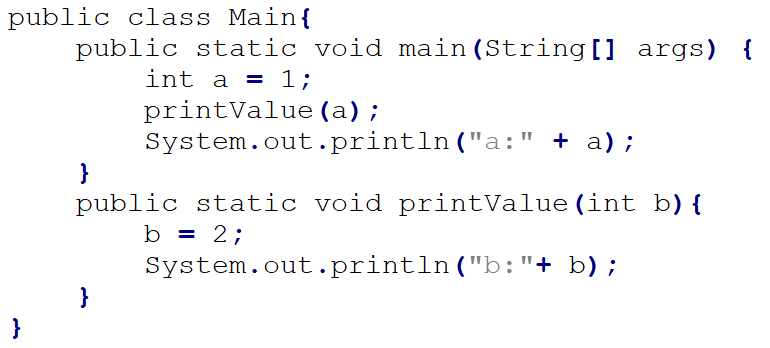 public class Main{
    public static void main(String[] args) {
        int a = 1;
        printValue(a);
        System.out.println("a:" + a);
    }
    public static void printValue(int b){
        b = 2;
        System.out.println("b:"+ b);
    }
}